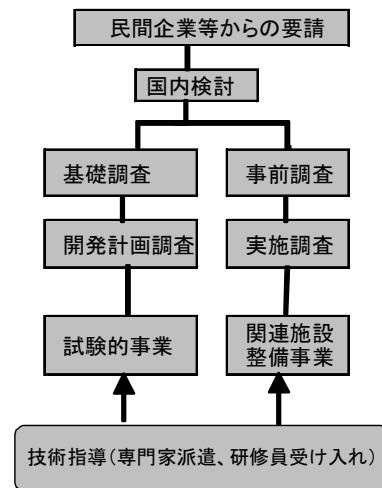 民間企業等からの要請
国内検討
基礎調査
事前調査
開発計画調査
実施調査
試験的事業
関連施設
整備事業
技術指導(専門家派遣、研修員受け入れ)